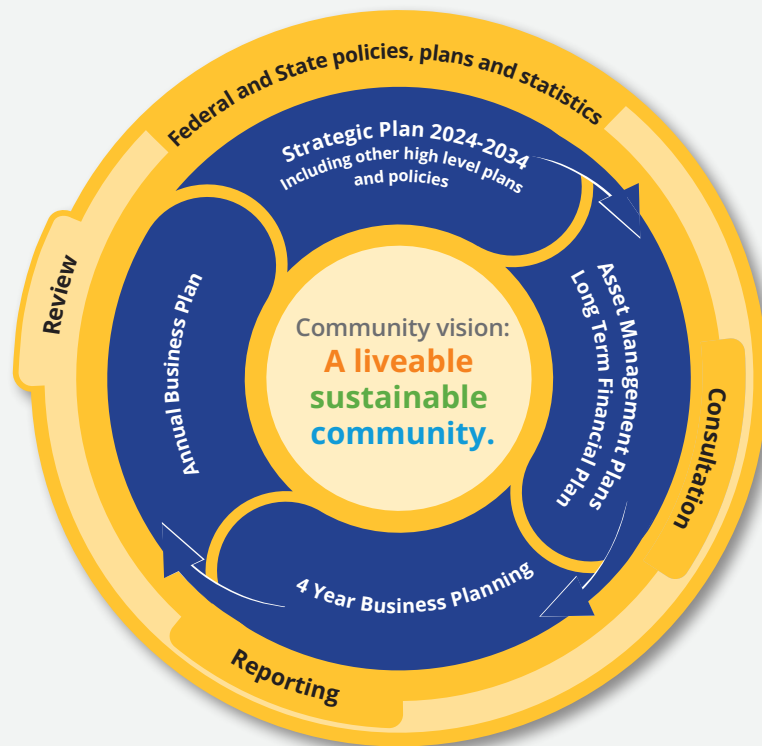 Federal and State policies, plans and statistics
Strategic Plan 2024-2034
Including other high level plans
and policies
Asset Management Plans
Long Term Financial Plan
Consultation
4 Year Business Planning
Reporting
Annual Business Plan
Review
Community vision:
A liveable
sustainable
community.